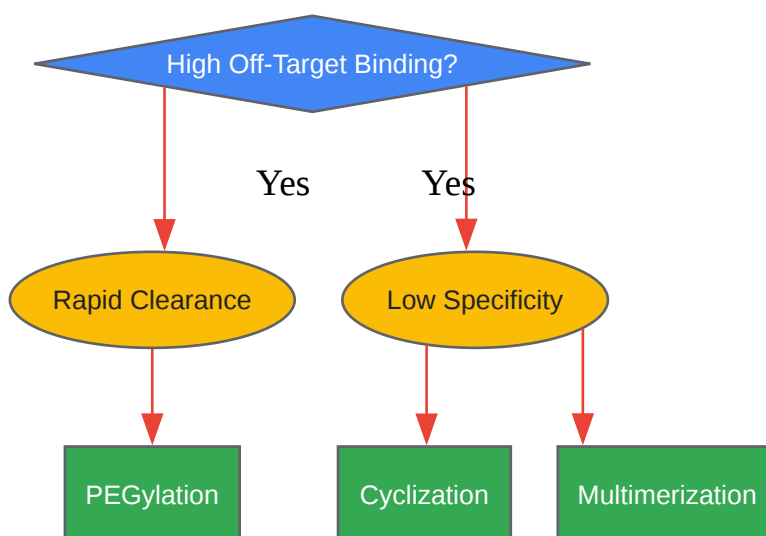 High Off-Target Binding?
Yes
Yes
Rapid Clearance
Low Specificity
PEGylation
Cyclization
Multimerization